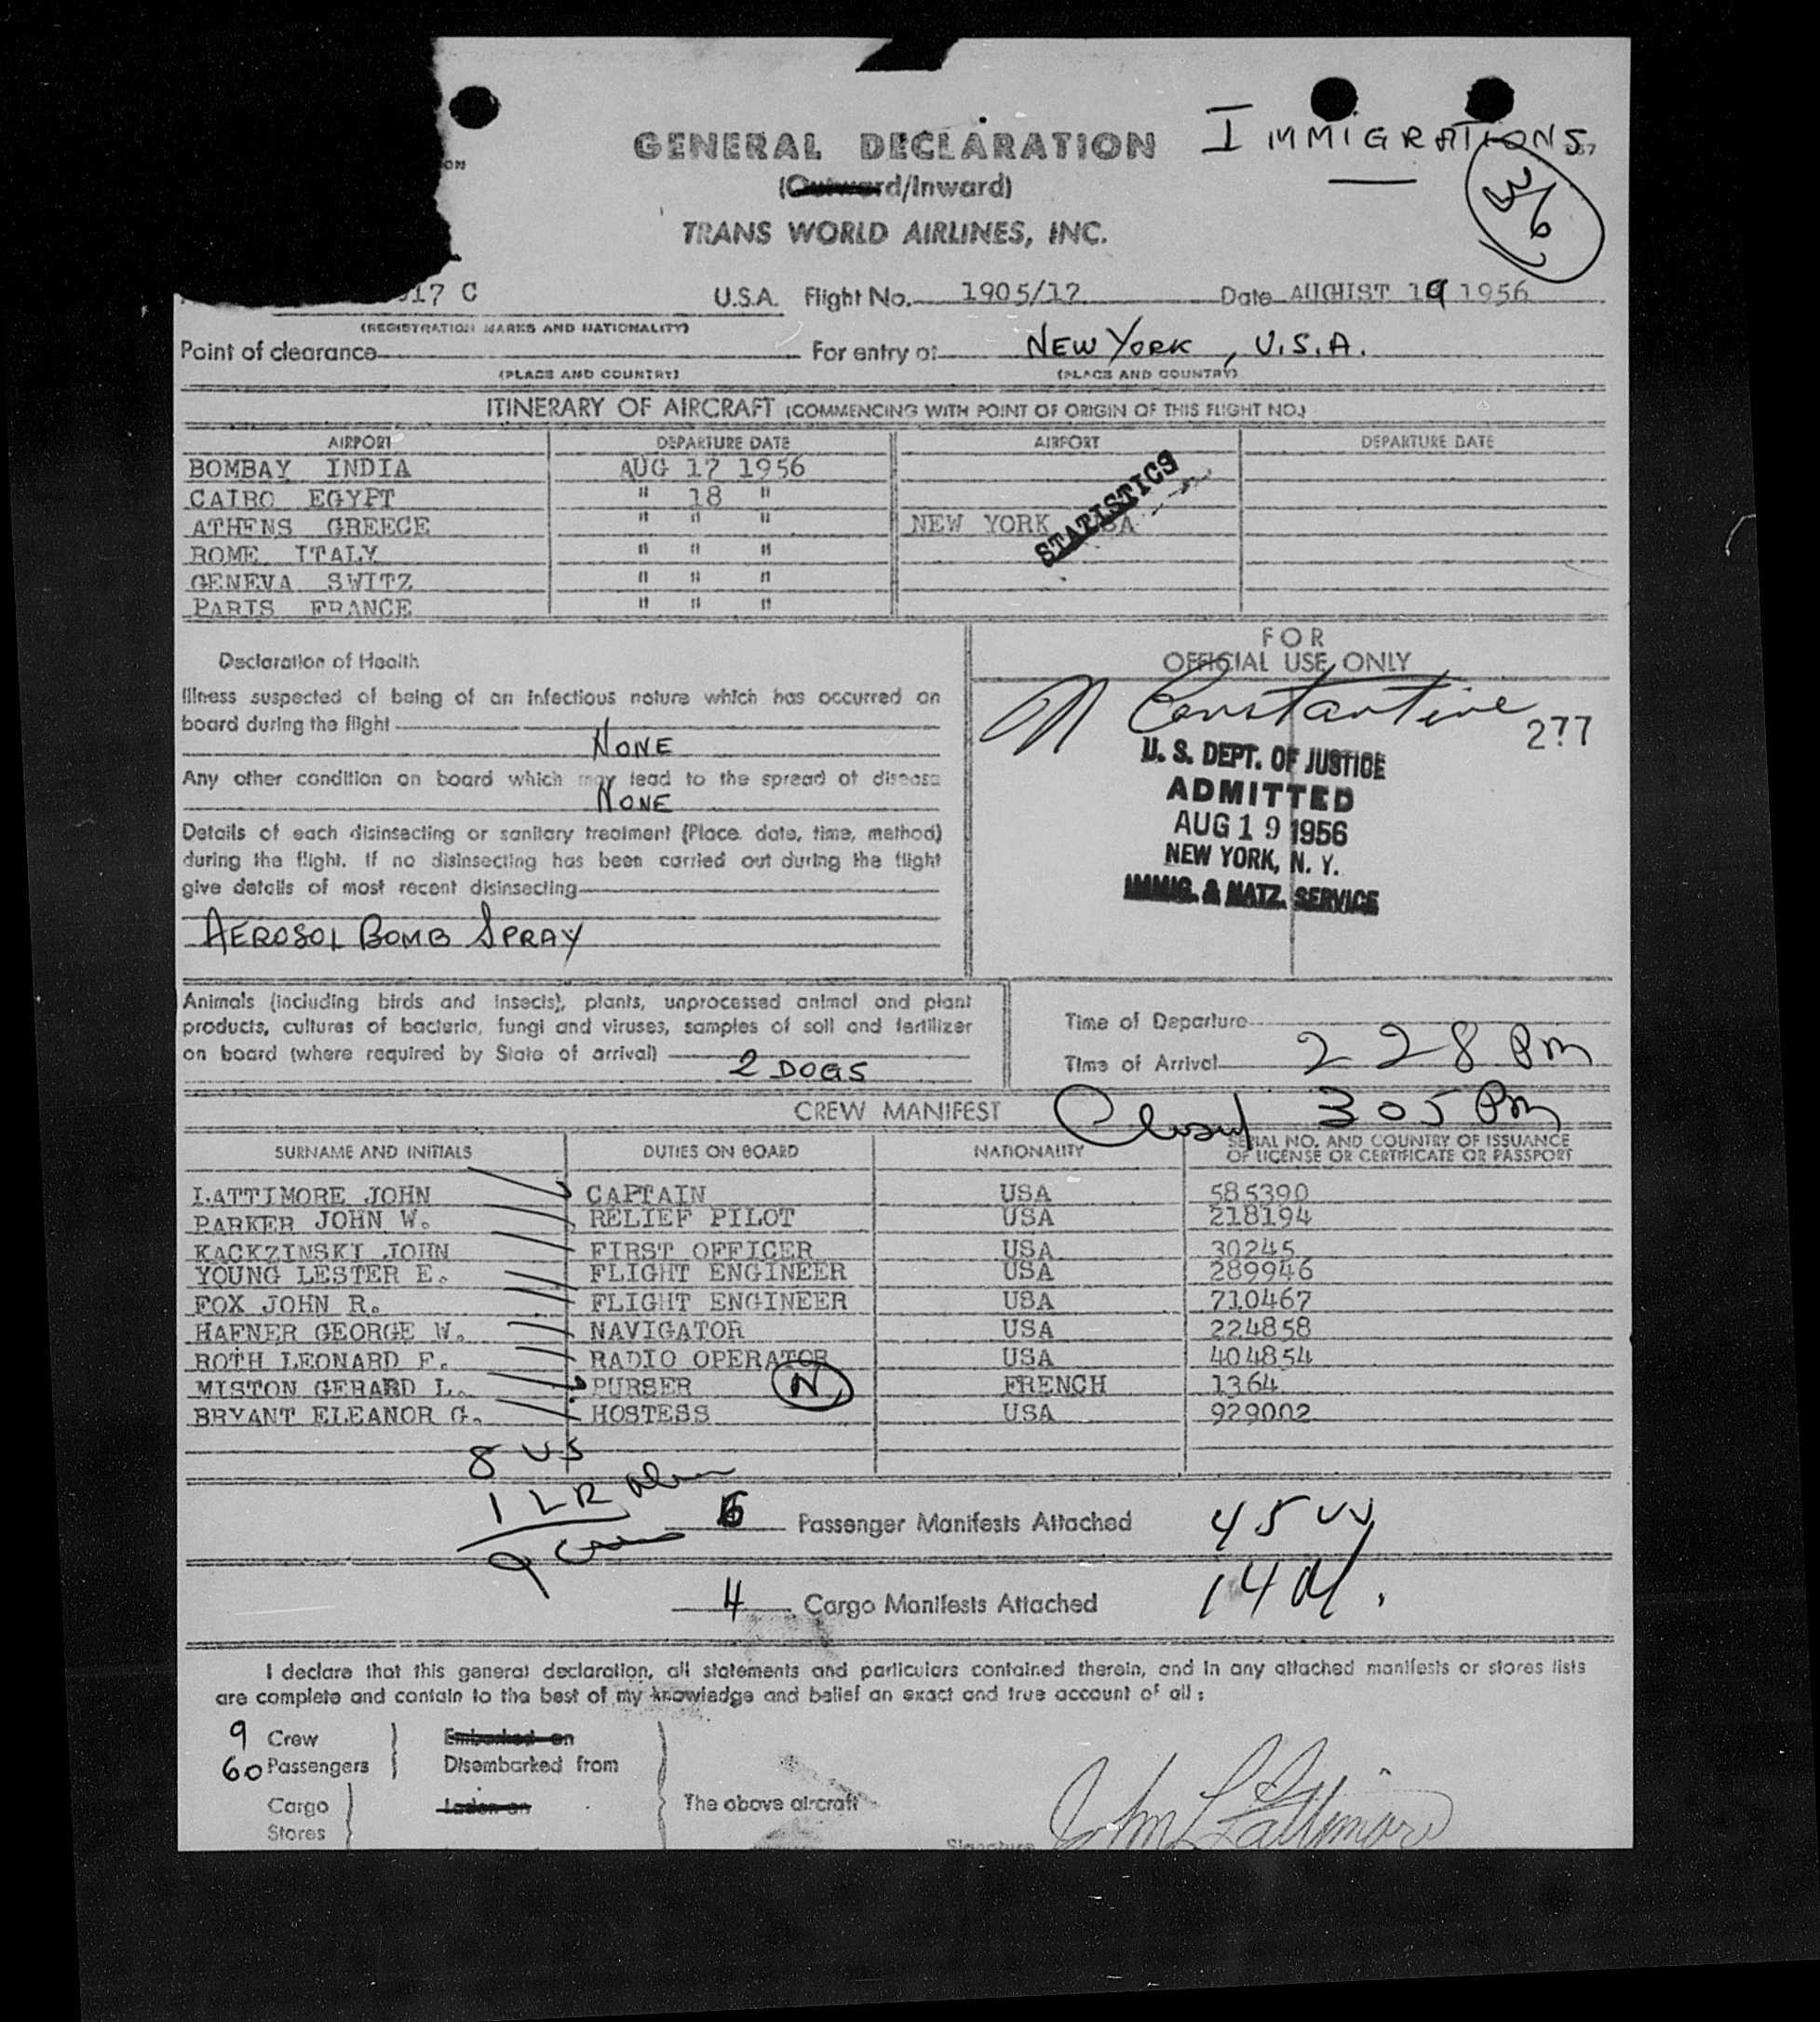 ON
GENERAL DECLARATION
IMMIGRATIONS
(Outward/Inward)
36
TRANS WORLD AIRLINES, INC.
17 C U.S.A. Flight No. 1905/17 Date AUGUST 19 1956
(REGISTRATION MARKS AND NATIONALITY)
Point of clearance For entry at NEW YORK, U.S.A.
(PLACE AND COUNTRY) (PLACE AND COUNTRY)
ITINERARY OF AIRCRAFT (COMMENCING WITH POINT OF ORIGIN OF THIS FLIGHT NO.)
AIRPORT DEPARTURE DATE AIRPORT DEPARTURE DATE
BOMBAY INDIA AUG 17 1956
CAIRO EGYPT " 18 "
ATHENS GREECE " " " NEW YORK USA
STATISTICS
ROME ITALY " " "
GENEVA SWITZ " " "
PARIS FRANCE " " "
Declaration of Health
Illness suspected of being of an infectious nature which has occurred on
board during the flight
NONE
Any other condition on board which may lead to the spread of disease
NONE
Details of each disinsecting or sanitary treatment (Place, date, time, method)
during the flight. If no disinsecting has been carried out during the flight
give details of most recent disinsecting
AEROSOL BOMB SPRAY
FOR
OFFICIAL USE ONLY
N Constantine
277
U. S. DEPT. OF JUSTICE
ADMITTED
AUG 19 1956
NEW YORK, N. Y.
IMMIG. & NATZ. SERVICE
Animals (including birds and insects), plants, unprocessed animal and plant
products, cultures of bacteria, fungi and viruses, samples of soil and fertilizer
on board (where required by State of arrival)
2 DOGS
Time of Departure
Time of Arrival 2 28 PM
CREW MANIFEST
3 05 PM
SURNAME AND INITIALS DUTIES ON BOARD NATIONALITY SERIAL NO. AND COUNTRY OF ISSUANCE
OF LICENSE OR CERTIFICATE OR PASSPORT
LATTIMORE JOHN CAPTAIN USA 585390
PARKER JOHN W. RELIEF PILOT USA 218194
KACKZINSKI JOHN FIRST OFFICER USA 30245
YOUNG LESTER E. FLIGHT ENGINEER USA 289946
FOX JOHN R. FLIGHT ENGINEER USA 710467
HAFNER GEORGE W. NAVIGATOR USA 224858
ROTH LEONARD F. RADIO OPERATOR USA 404854
MISTON GERARD L. PURSER N FRENCH 1364
BRYANT ELEANOR G. HOSTESS USA 929002
8 US
1 LR
9
6 Passenger Manifests Attached
45 US
4 Cargo Manifests Attached
14
I declare that this general declaration, all statements and particulars contained therein, and in any attached manifests or stores lists
are complete and contain to the best of my knowledge and belief an exact and true account of all:
9 Crew Embarked on
60 Passengers Disembarked from
Cargo Laden on The above aircraft
Stores
Signature John L Lattimore